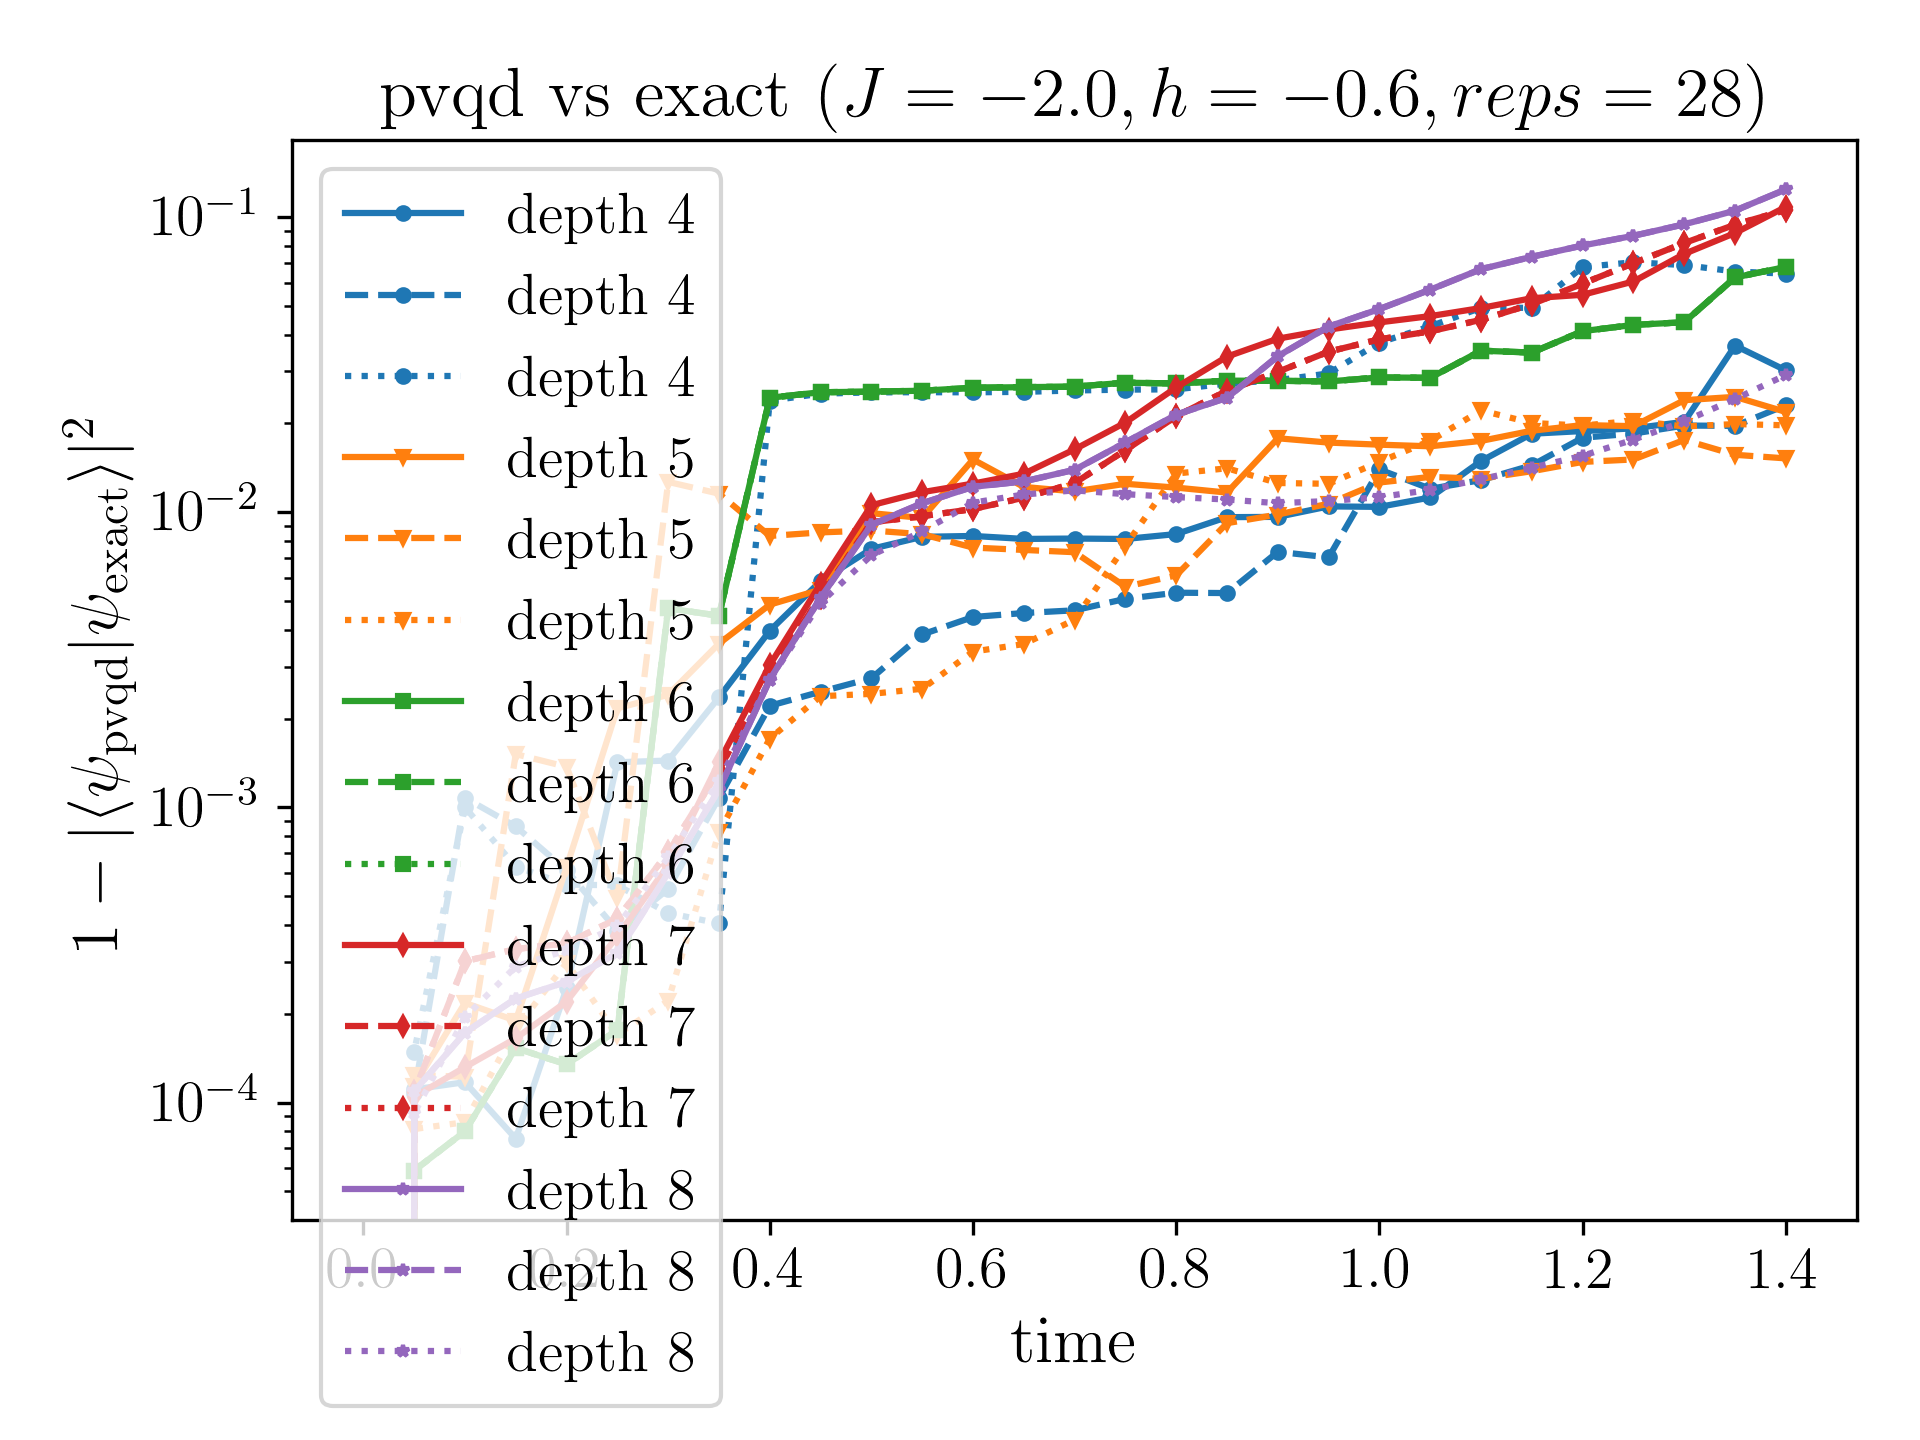 pvqd vs exact (J = −2.0, h = −0.6, reps = 28)
1 − |⟨ψ_pvqd|ψ_exact⟩|²
10⁻¹
10⁻²
10⁻³
10⁻⁴
depth 4
depth 4
depth 4
depth 5
depth 5
depth 5
depth 6
depth 6
depth 6
depth 7
depth 7
depth 7
depth 8
depth 8
depth 8
0.0 0.2 0.4 0.6 0.8 1.0 1.2 1.4
time